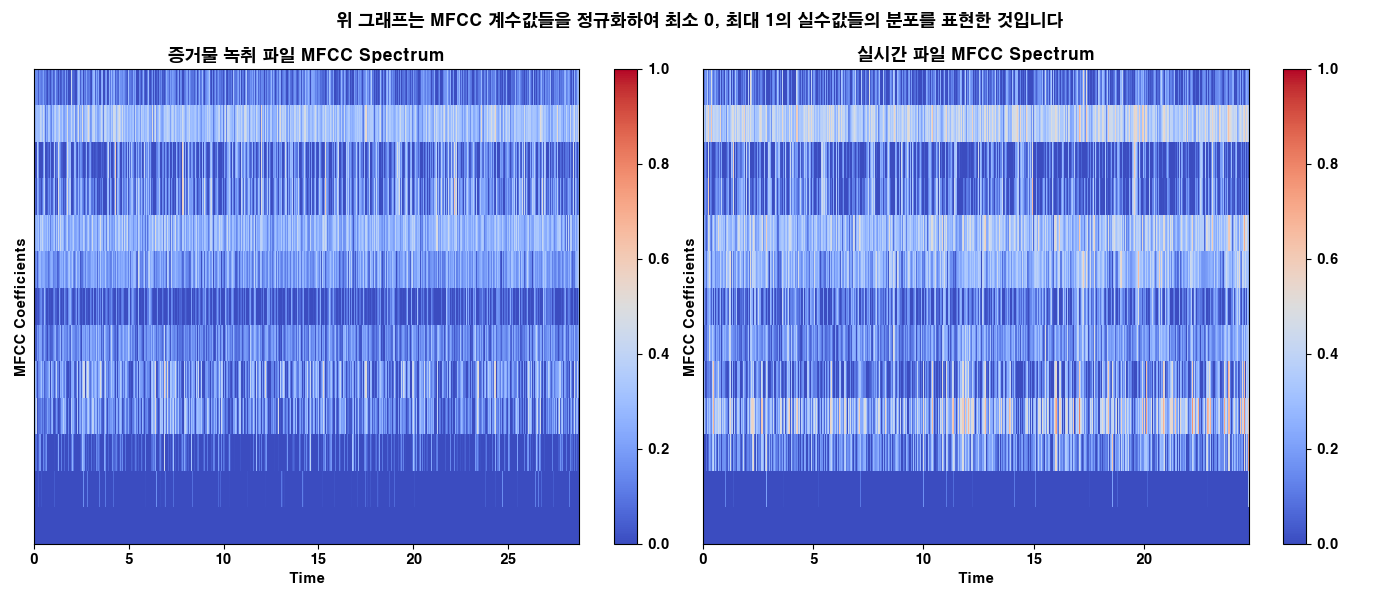 위 그래프는 MFCC 계수값들을 정규화하여 최소 0, 최대 1의 실수값들의 분포를 표현한 것입니다
증거물 녹취 파일 MFCC Spectrum
MFCC Coefficients
0 5 10 15 20 25
Time
1.0
0.8
0.6
0.4
0.2
0.0
실시간 파일 MFCC Spectrum
MFCC Coefficients
0 5 10 15 20
Time
1.0
0.8
0.6
0.4
0.2
0.0